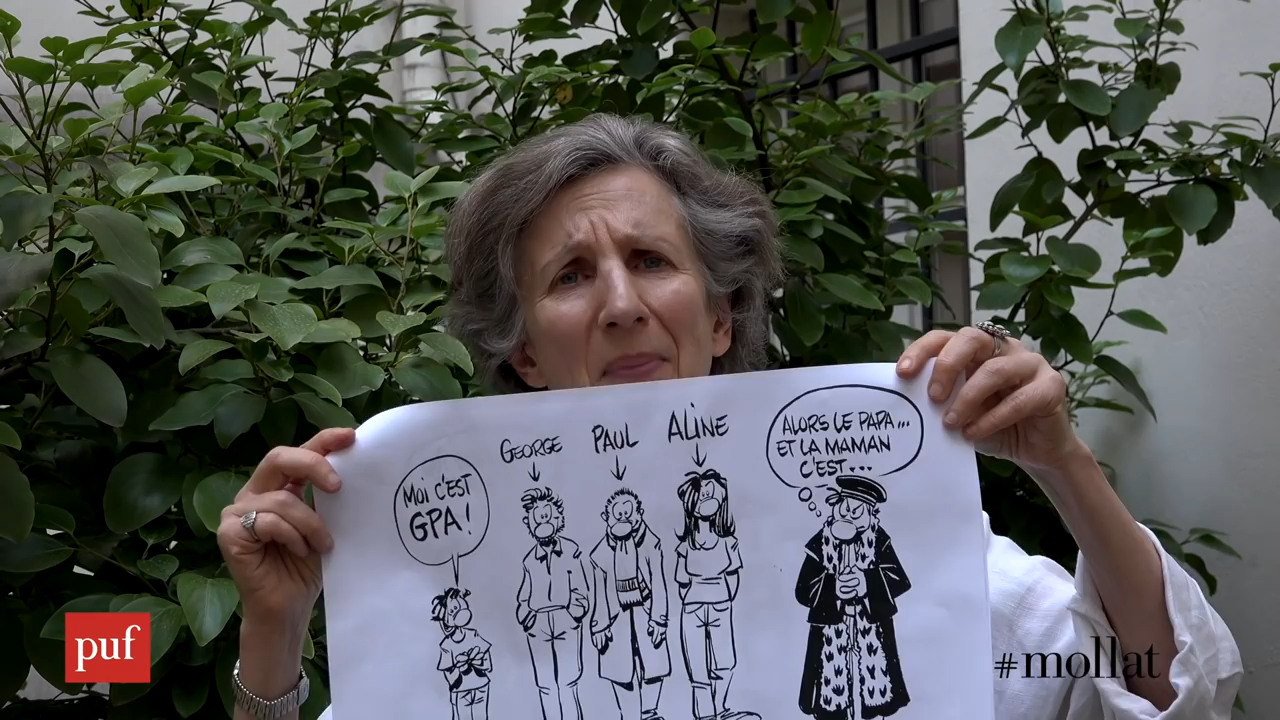 MOI C'EST
GPA!
GEORGE
PAUL
ALINE
ALORS LE PAPA...
ET LA MAMAN
C'EST...
puf
#mollat